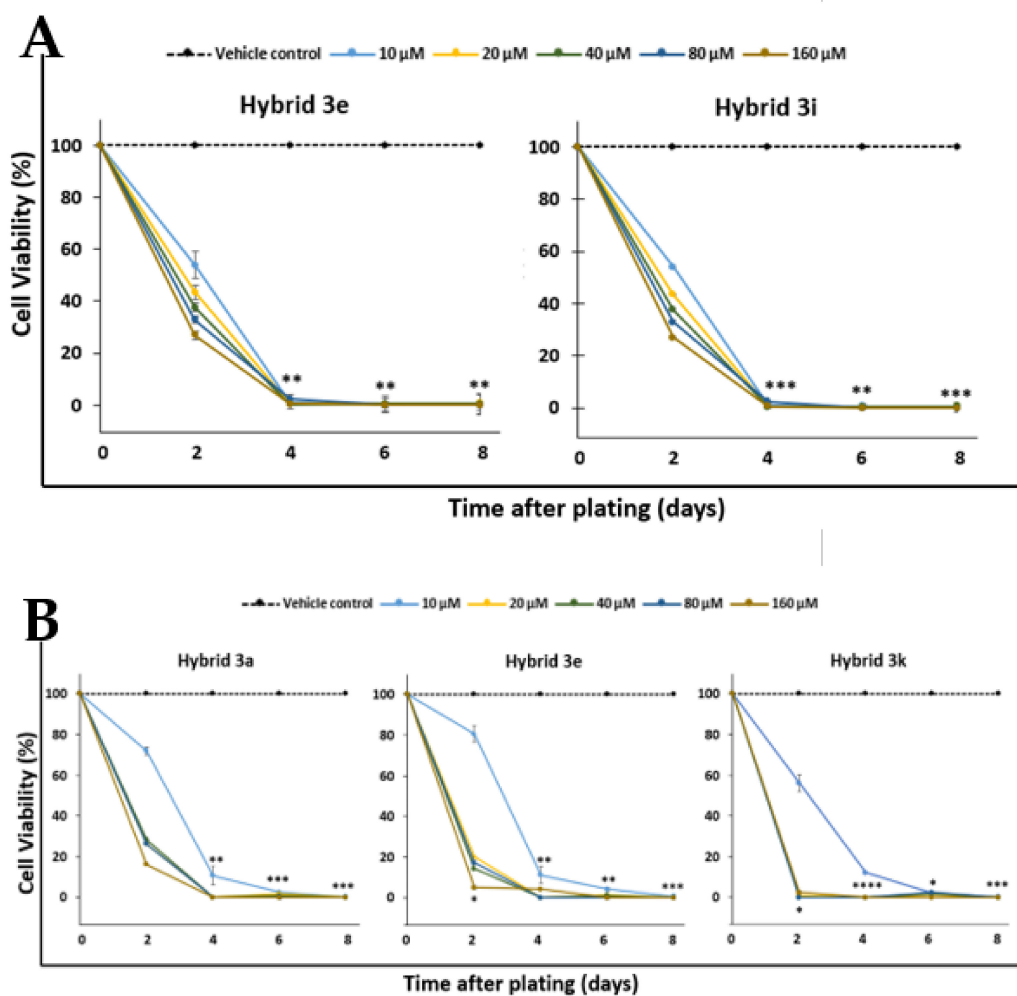 A
Vehicle control 10 µM 20 µM 40 µM 80 µM 160 µM
Hybrid 3e Hybrid 3i
Cell Viability (%)
100 100
80 80
60 60
40 40
20 20
0 0
** ** ** *** ** ***
0 2 4 6 8 0 2 4 6 8
Time after plating (days)
B
Vehicle control 10 µM 20 µM 40 µM 80 µM 160 µM
Hybrid 3a Hybrid 3e Hybrid 3k
Cell Viability (%)
100 100 100
80 80 80
60 60 60
40 40 40
20 20 20
0 0 0
** *** *** ** ** *** **** * ***
* *
0 2 4 6 8 0 2 4 6 8 0 2 4 6 8
Time after plating (days)